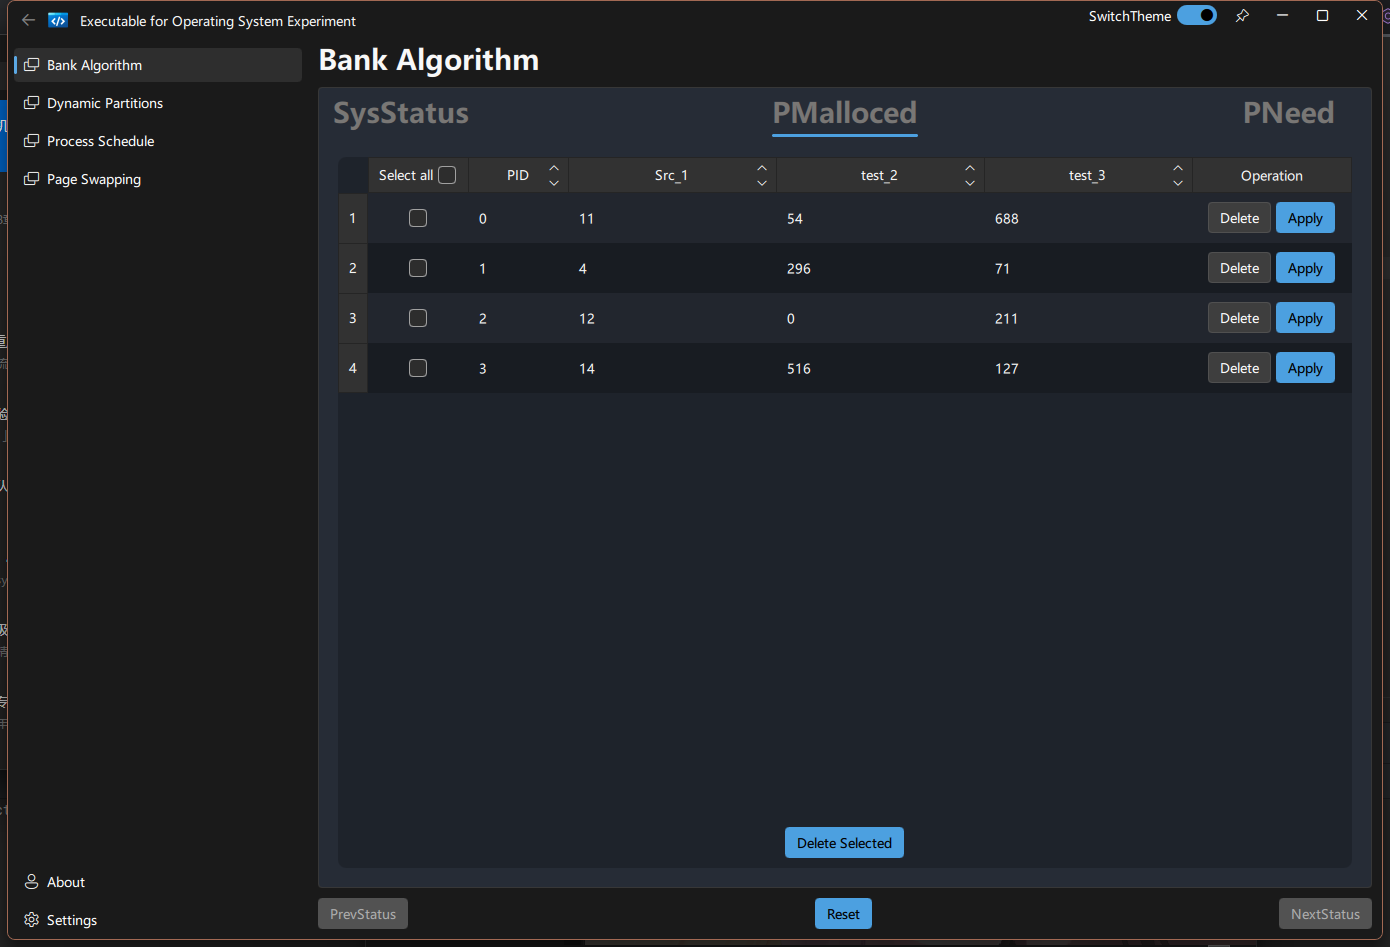 Executable for Operating System Experiment
SwitchTheme
Bank Algorithm
Dynamic Partitions
Process Schedule
Page Swapping
About
Settings
Bank Algorithm
SysStatus PMalloced PNeed
Select all PID Src_1 test_2 test_3 Operation
1 0 11 54 688 Delete Apply
2 1 4 296 71 Delete Apply
3 2 12 0 211 Delete Apply
4 3 14 516 127 Delete Apply
Delete Selected
PrevStatus Reset NextStatus